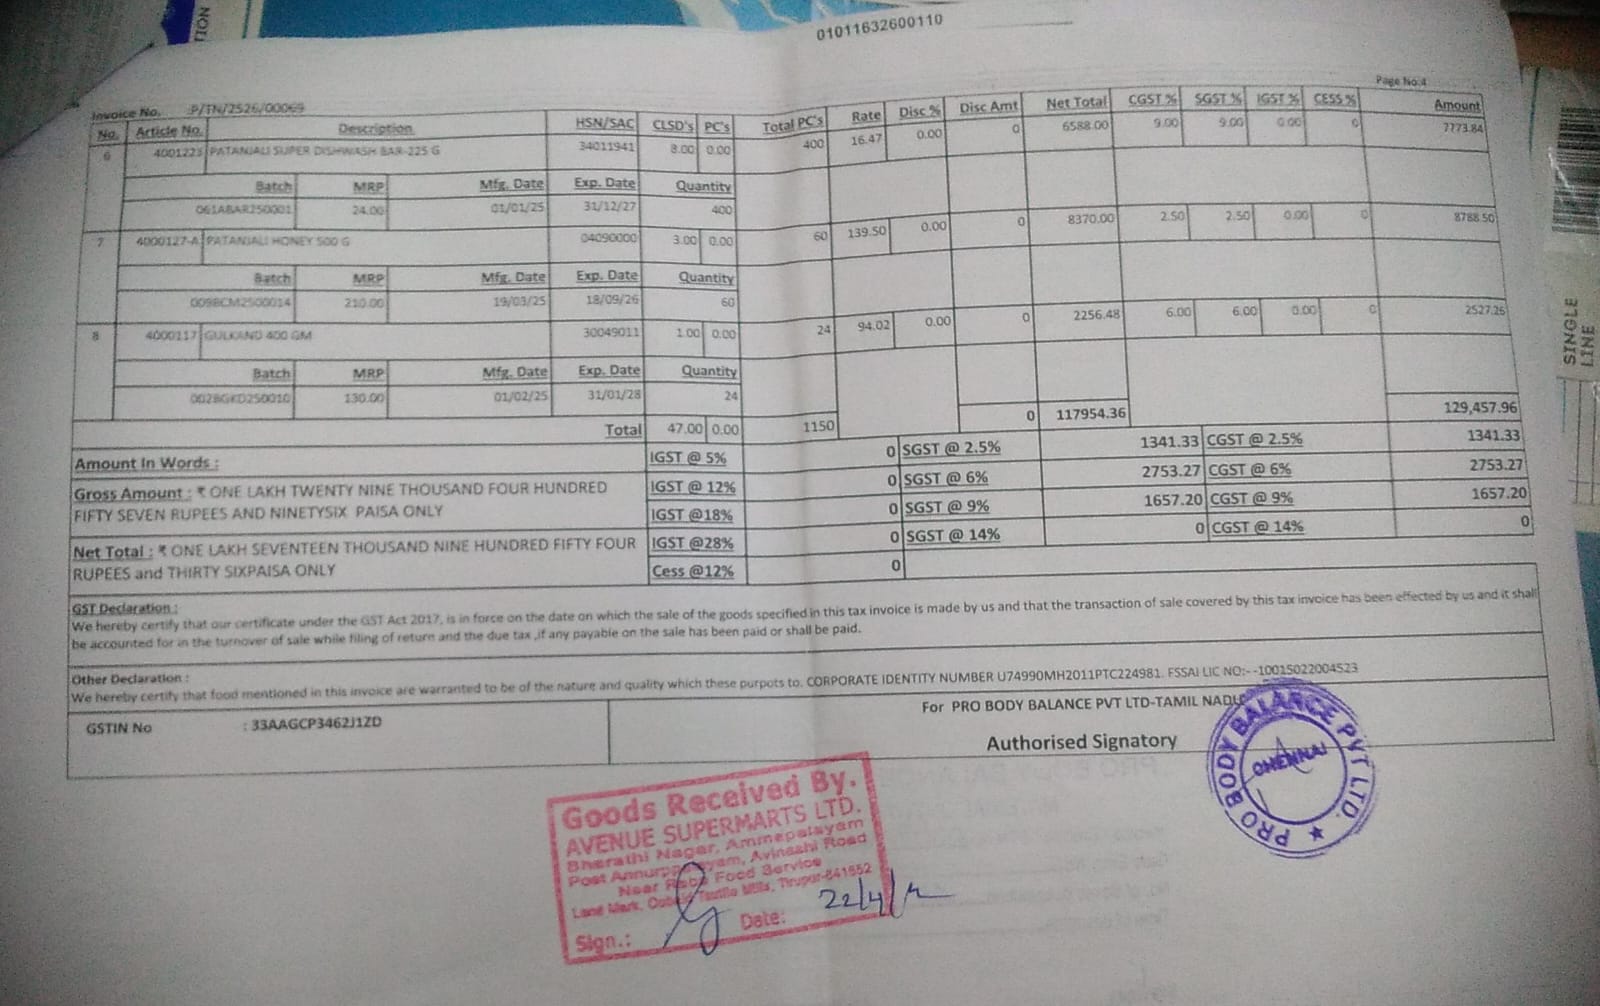 01011632600110
Page No:4
Invoice No. :P/TN/2526/00069
No. Article No. Description HSN/SAC CLSD's PC's Total PC's Rate Disc % Disc Amt Net Total CGST % SGST % IGST % CESS % Amount
6 4001223 PATANJALI SUPER DISHWASH BAR-225 G 34011941 8.00 0.00 400 16.47 0.00 0 6588.00 9.00 9.00 0.00 0 7773.84
Batch MRP Mfg. Date Exp. Date Quantity
061ABAR250001 24.00 01/01/25 31/12/27 400
7 4000127-A PATANJALI HONEY 500 G 04090000 3.00 0.00 60 139.50 0.00 0 8370.00 2.50 2.50 0.00 0 8788.50
Batch MRP Mfg. Date Exp. Date Quantity
009BCM2500014 210.00 19/03/25 18/09/26 60
8 4000117 GULKAND 400 GM 30049011 1.00 0.00 24 94.02 0.00 0 2256.48 6.00 6.00 0.00 0 2527.26
Batch MRP Mfg. Date Exp. Date Quantity
002BGKD250010 130.00 01/02/25 31/01/28 24
Total 47.00 0.00 1150 0 117954.36 129,457.96
Amount In Words : IGST @ 5% 0 SGST @ 2.5% 1341.33 CGST @ 2.5% 1341.33
Gross Amount : ₹ ONE LAKH TWENTY NINE THOUSAND FOUR HUNDRED IGST @ 12% 0 SGST @ 6% 2753.27 CGST @ 6% 2753.27
FIFTY SEVEN RUPEES AND NINETYSIX PAISA ONLY IGST @18% 0 SGST @ 9% 1657.20 CGST @ 9% 1657.20
Net Total : ₹ ONE LAKH SEVENTEEN THOUSAND NINE HUNDRED FIFTY FOUR IGST @28% 0 SGST @ 14% 0 CGST @ 14% 0
RUPEES and THIRTY SIXPAISA ONLY Cess @12% 0
GST Declaration :
We hereby certify that our certificate under the GST Act 2017, is in force on the date on which the sale of the goods specified in this tax invoice is made by us and that the transaction of sale covered by this tax invoice has been effected by us and it shall
be accounted for in the turnover of sale while filing of return and the due tax ,if any payable on the sale has been paid or shall be paid.
Other Declaration :
We hereby certify that food mentioned in this invoice are warranted to be of the nature and quality which these purpots to. CORPORATE IDENTITY NUMBER U74990MH2011PTC224981. FSSAI LIC NO:- -10015022004523
GSTIN No : 33AAGCP3462J1ZD
For PRO BODY BALANCE PVT LTD-TAMIL NADU
Authorised Signatory
PRO BODY BALANCE PVT LTD. ★
CHENNAI
Goods Received By.
AVENUE SUPERMARTS LTD.
Bharathi Nagar, Ammapalayam
Post Annurpalayam, Avinashi Road
Near Food Service
Land Mark, Textile Mills, Tirupur-641652
Sign.: Date: 22/4/
SINGLE
LINE